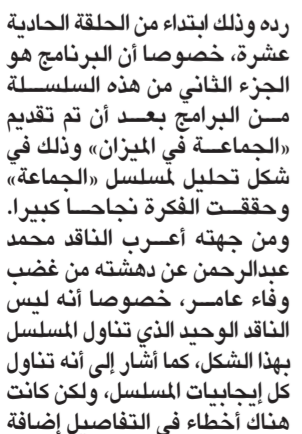 رده وذلك ابتداء من الحلقة الحادية
عشرة، خصوصا أن البرنامج هو
الجزء الثاني من هذه السلسلة
من البرامج بعد أن تم تقديم
«الجماعة في الميزان» وذلك في
شكل تحليل لمسلسل «الجماعة»
وحققت الفكرة نجاحا كبيرا.
ومن جهته أعرب الناقد محمد
عبدالرحمن عن دهشته من غضب
وفاء عامر، خصوصا أنه ليس
الناقد الوحيد الذي تناول المسلسل
بهذا الشكل، كما أشار إلى أنه تناول
كل إيجابيات المسلسل، ولكن كانت
هناك أخطاء في التفاصيل إضافة